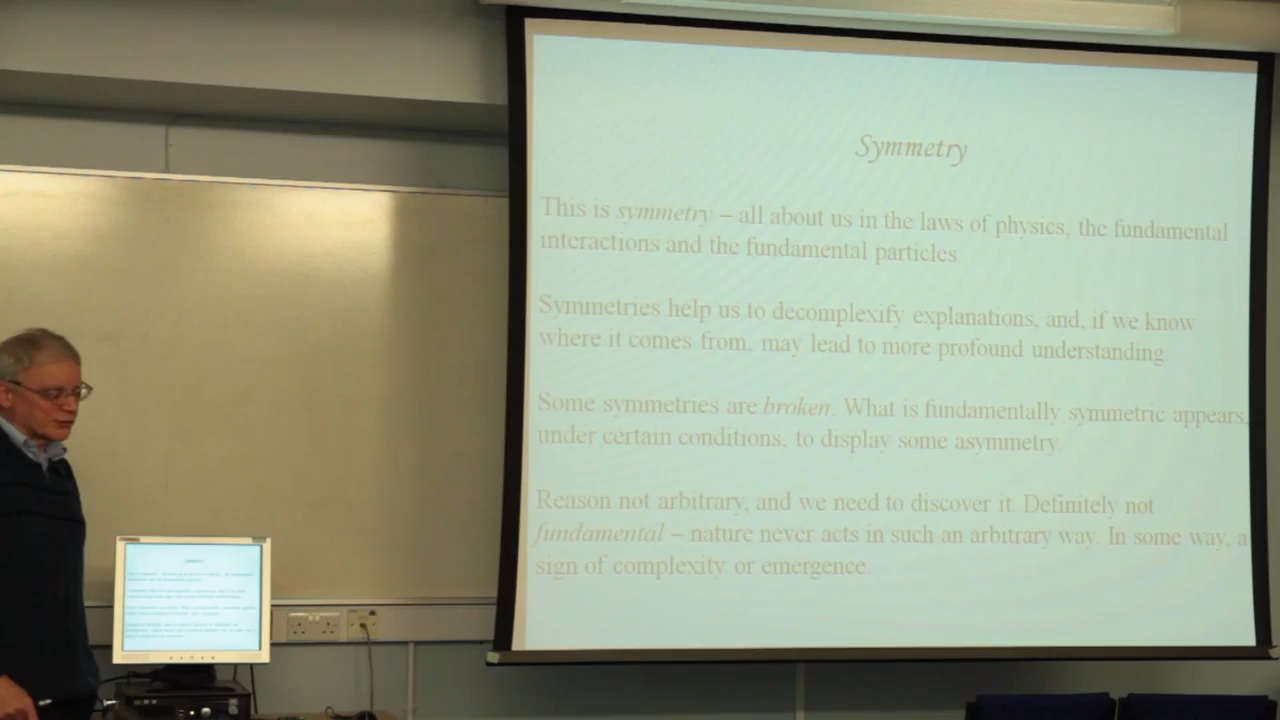 Symmetry
This is symmetry – all about us in the laws of physics, the fundamental
interactions and the fundamental particles.
Symmetries help us to decomplexify explanations, and, if we know
where it comes from, may lead to more profound understanding.
Some symmetries are broken. What is fundamentally symmetric appears,
under certain conditions, to display some asymmetry.
Reason not arbitrary, and we need to discover it. Definitely not
fundamental – nature never acts in such an arbitrary way. In some way, a
sign of complexity or emergence.